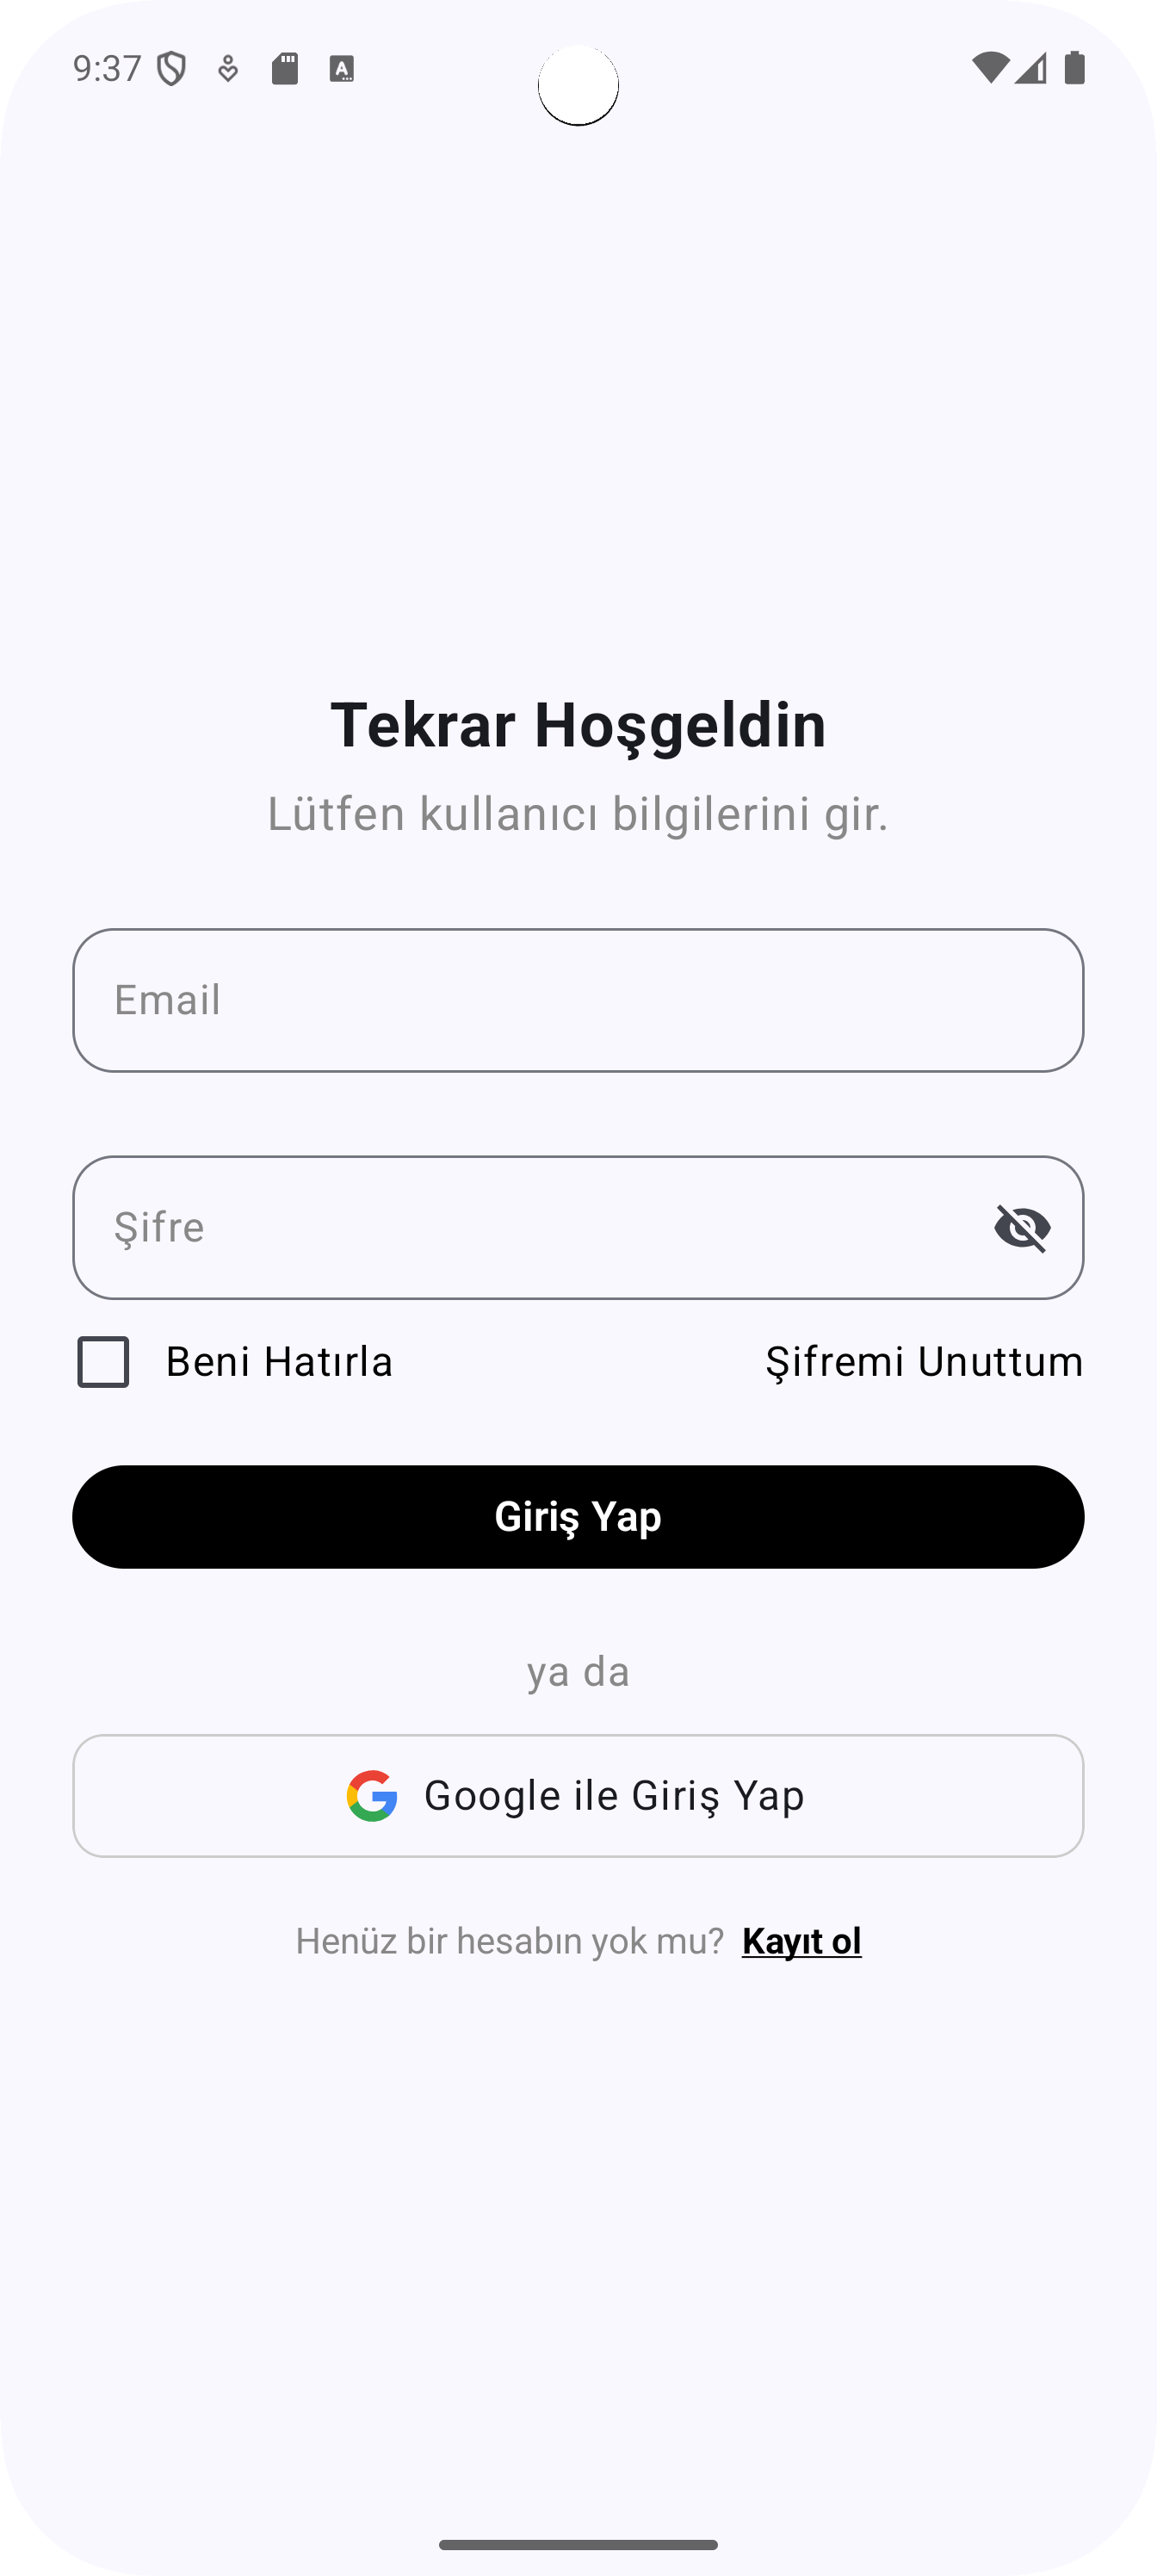 9:37
Tekrar Hoşgeldin
Lütfen kullanıcı bilgilerini gir.
Email
Şifre
Beni Hatırla Şifremi Unuttum
Giriş Yap
ya da
Google ile Giriş Yap
Henüz bir hesabın yok mu? Kayıt ol